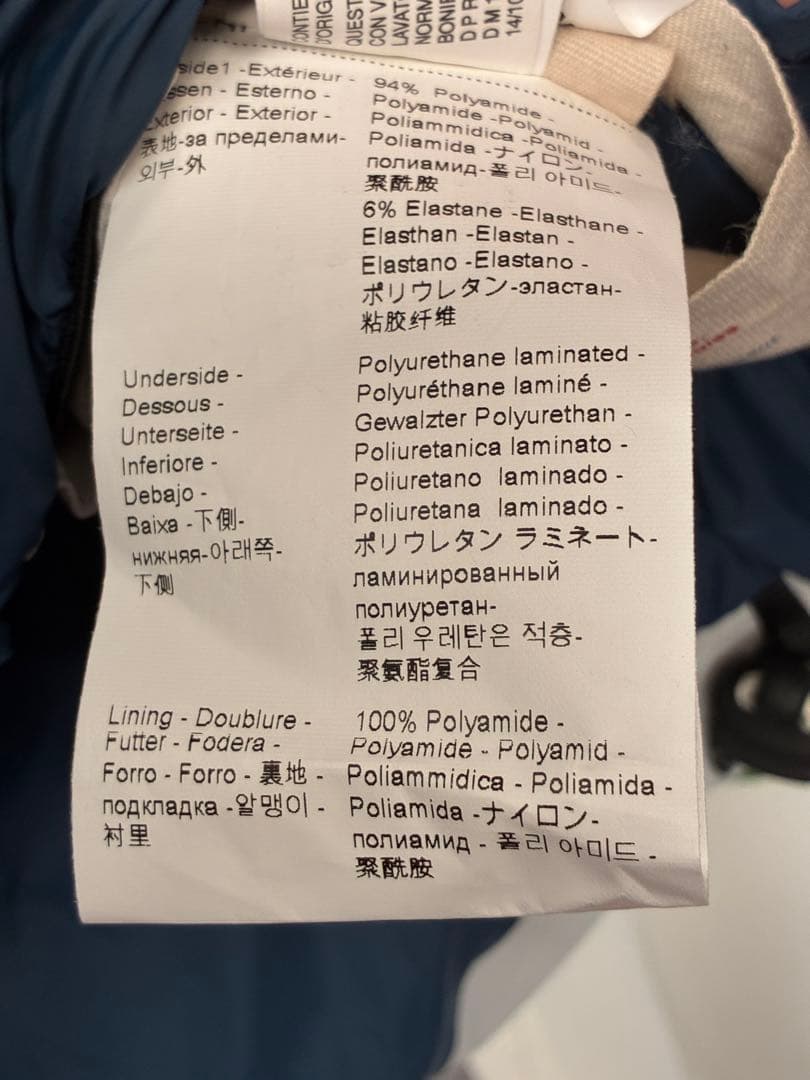 QUEST
CON V
LAVAT
NORM
BONIF
D P R
D M
14/10
side1 -Extérieur -
ssen - Esterno -
xterior - Exterior -
表地-за пределами-
외부-外
94% Polyamide -
Polyamide -Polyamid -
Poliammidica -Poliamida -
Poliamida -ナイロン-
полиамид-폴리 아미드-
聚酰胺
6% Elastane -Elasthane -
Elasthan -Elastan -
Elastano -Elastano -
ポリウレタン-эластан-
粘胶纤维
Underside -
Dessous -
Unterseite -
Inferiore -
Debajo -
Baixa -下側-
нижняя-아래쪽-
下侧
Polyurethane laminated -
Polyuréthane laminé -
Gewalzter Polyurethan -
Poliuretanica laminato -
Poliuretano laminado -
Poliuretana laminado -
ポリウレタン ラミネート-
ламинированный
полиуретан-
폴리 우레탄은 적층-
聚氨酯复合
Lining - Doublure -
Futter - Fodera -
Forro - Forro - 裏地 -
подкладка -알맹이 -
衬里
100% Polyamide -
Polyamide - Polyamid -
Poliammidica - Poliamida -
Poliamida -ナイロン-
полиамид - 폴리 아미드 -
聚酰胺